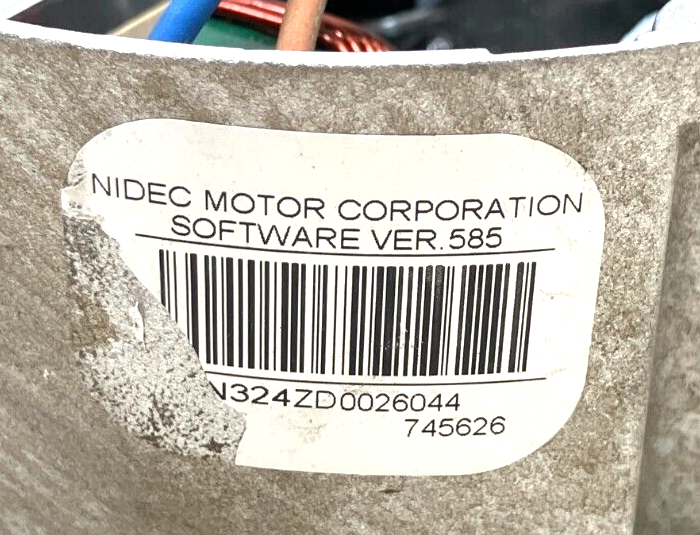 NIDEC MOTOR CORPORATION
SOFTWARE VER.585
N324ZD0026044
745626